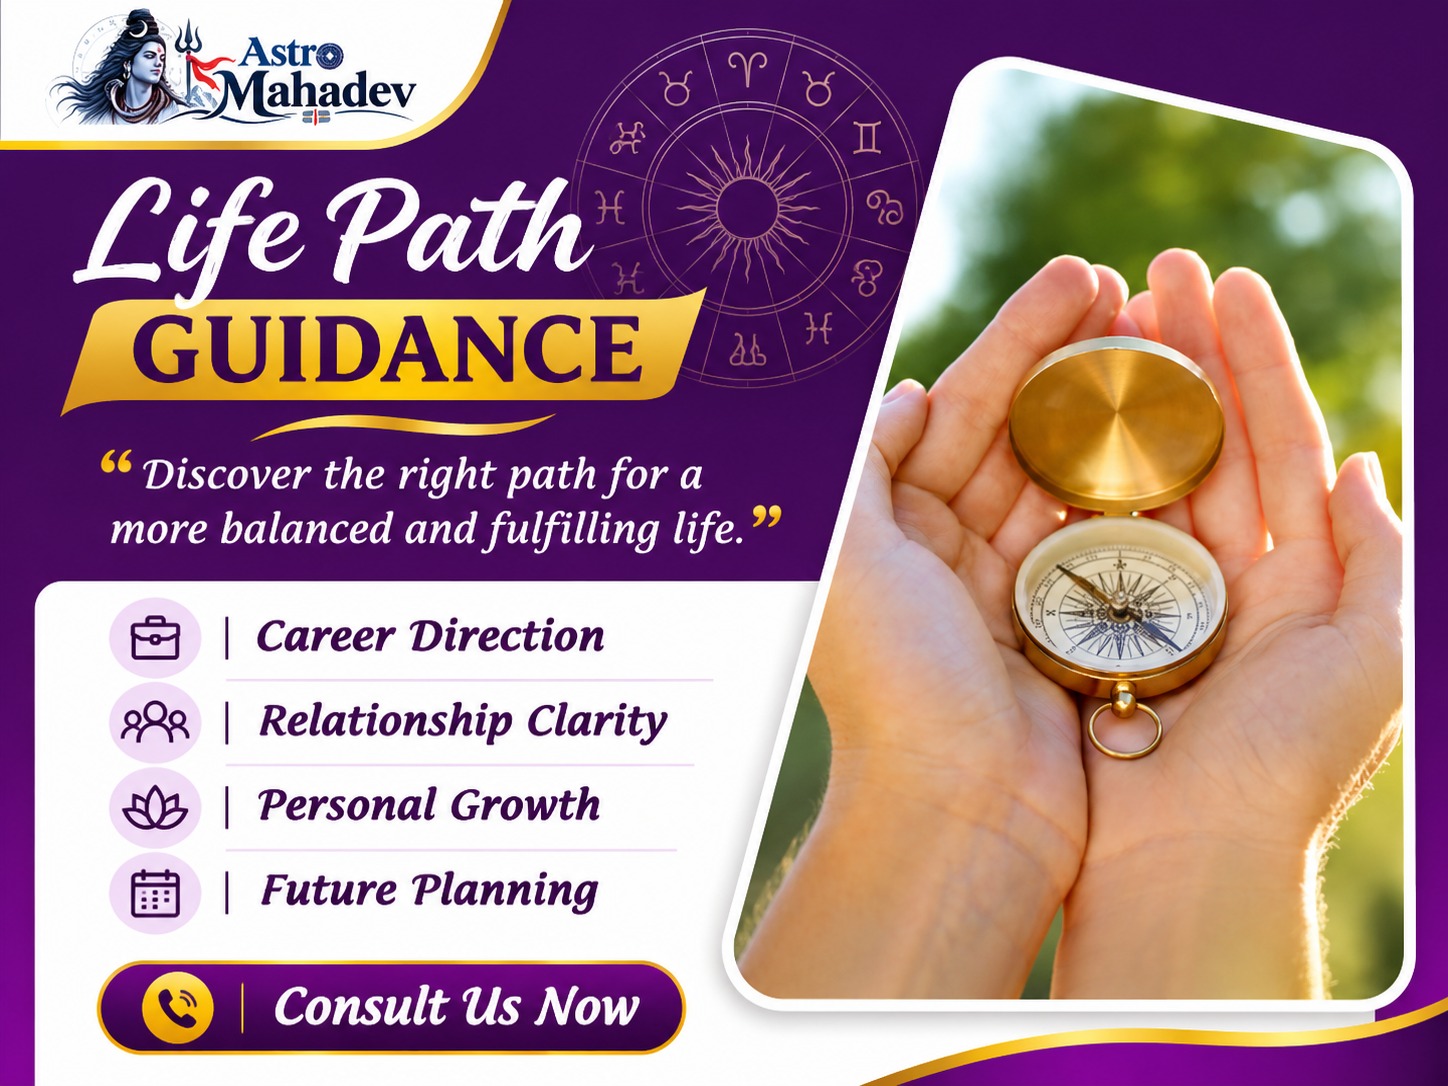 Astro
Mahadev
Life Path
GUIDANCE
“Discover the right path for a
more balanced and fulfilling life.”
Career Direction
Relationship Clarity
Personal Growth
Future Planning
Consult Us Now